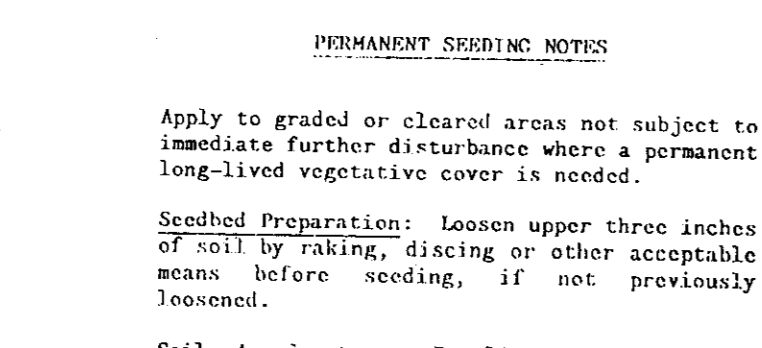 PERMANENT SEEDING NOTES
Apply to graded or cleared areas not subject to
immediate further disturbance where a permanent
long-lived vegetative cover is needed.
Seedbed Preparation: Loosen upper three inches
of soil by raking, discing or other acceptable
means before seeding, if not previously
loosened.